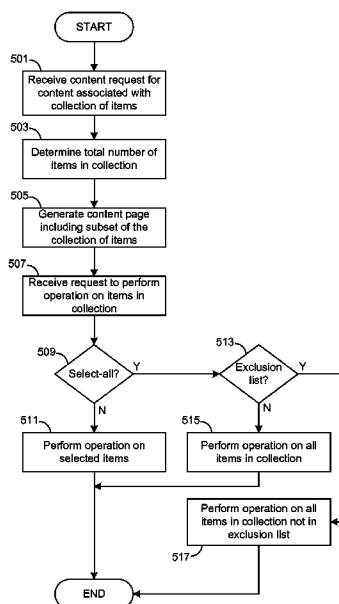 START
501
Receive content request for
content associated with
collection of items
503
Determine total number of
items in collection
505
Generate content page
including subset of the
collection of items
507
Receive request to perform
operation on items in
collection
509
Select-all?
Y
N
513
Exclusion
list?
Y
N
511
Perform operation on
selected items
515
Perform operation on all
items in collection
Perform operation on all
items in collection not in
exclusion list
517
END